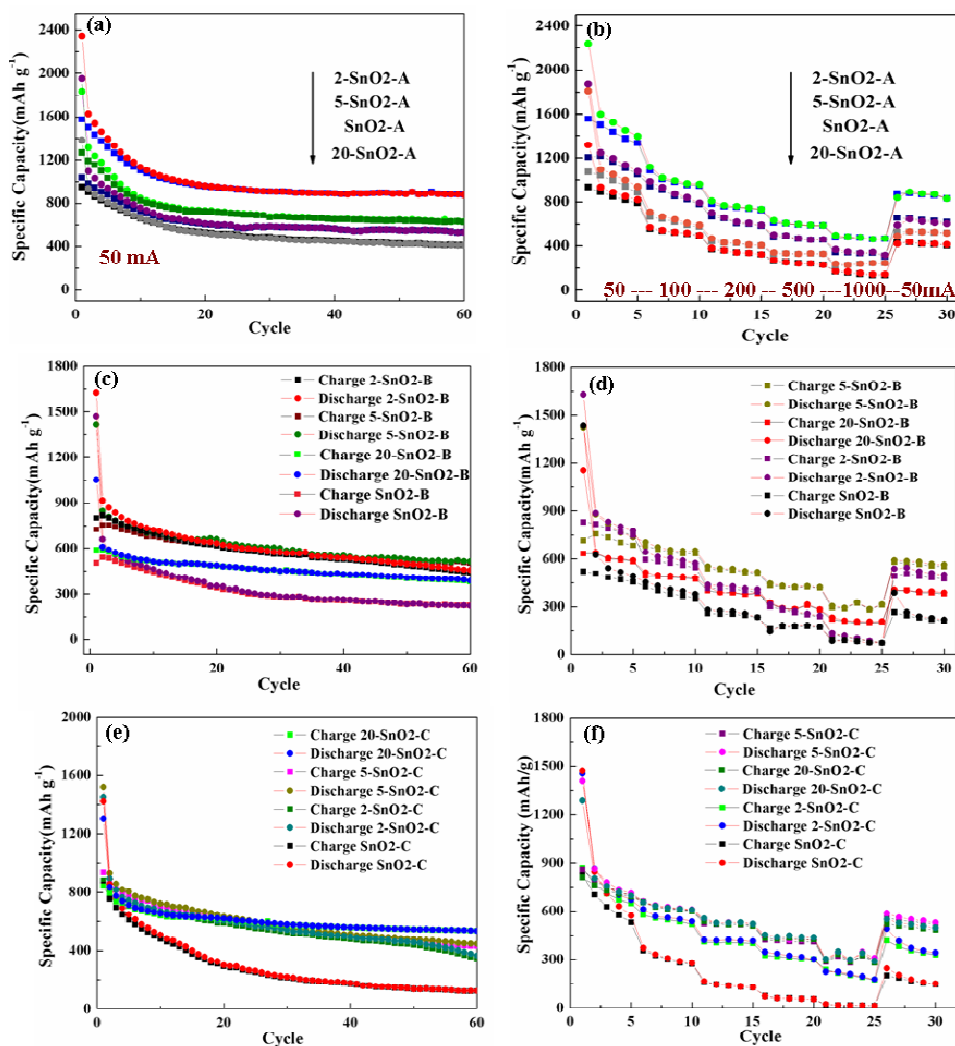 (a)
2400
2000
1600
1200
800
400
Specific Capacity(mAh g⁻¹)
2-SnO2-A
5-SnO2-A
SnO2-A
20-SnO2-A
50 mA
0
20
40
60
Cycle
(b)
2400
2000
1600
1200
800
400
0
Specific Capacity(mAh g⁻¹)
2-SnO2-A
5-SnO2-A
SnO2-A
20-SnO2-A
50 --- 100 --- 200 --- 500 --- 1000 --50mA
0
5
10
15
20
25
30
Cycle
(c)
1800
1500
1200
900
600
300
0
Specific Capacity(mAh g⁻¹)
Charge 2-SnO2-B
Discharge 2-SnO2-B
Charge 5-SnO2-B
Discharge 5-SnO2-B
Charge 20-SnO2-B
Discharge 20-SnO2-B
Charge SnO2-B
Discharge SnO2-B
0
20
40
60
Cycle
(d)
1800
1500
1200
900
600
300
0
Specific Capacity(mAh g⁻¹)
Charge 5-SnO2-B
Discharge 5-SnO2-B
Charge 20-SnO2-B
Discharge 20-SnO2-B
Charge 2-SnO2-B
Discharge 2-SnO2-B
Charge SnO2-B
Discharge SnO2-B
0
5
10
15
20
25
30
Cycle
(e)
2000
1600
1200
800
400
0
Specific Capacity(mAh g⁻¹)
Charge 20-SnO2-C
Discharge 20-SnO2-C
Charge 5-SnO2-C
Discharge 5-SnO2-C
Charge 2-SnO2-C
Discharge 2-SnO2-C
Charge SnO2-C
Discharge SnO2-C
0
20
40
60
Cycle
(f)
1800
1500
1200
900
600
300
0
Specific Capacity (mAh/g)
Charge 5-SnO2-C
Discharge 5-SnO2-C
Charge 20-SnO2-C
Discharge 20-SnO2-C
Charge 2-SnO2-C
Discharge 2-SnO2-C
Charge SnO2-C
Discharge SnO2-C
0
5
10
15
20
25
30
Cycle